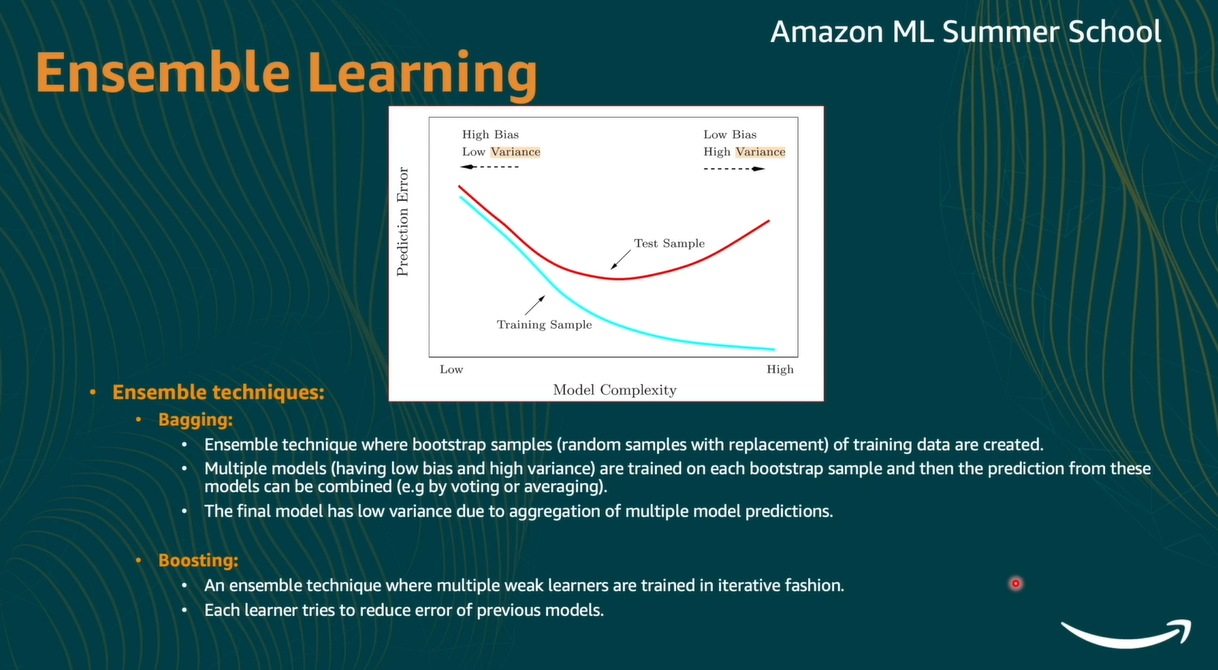 Amazon ML Summer School
Ensemble Learning
High Bias
Low Variance
Low Bias
High Variance
Prediction Error
Test Sample
Training Sample
Low
High
Model Complexity
• Ensemble techniques:
• Bagging:
• Ensemble technique where bootstrap samples (random samples with replacement) of training data are created.
• Multiple models (having low bias and high variance) are trained on each bootstrap sample and then the prediction from these
models can be combined (e.g by voting or averaging).
• The final model has low variance due to aggregation of multiple model predictions.
• Boosting:
• An ensemble technique where multiple weak learners are trained in iterative fashion.
• Each learner tries to reduce error of previous models.